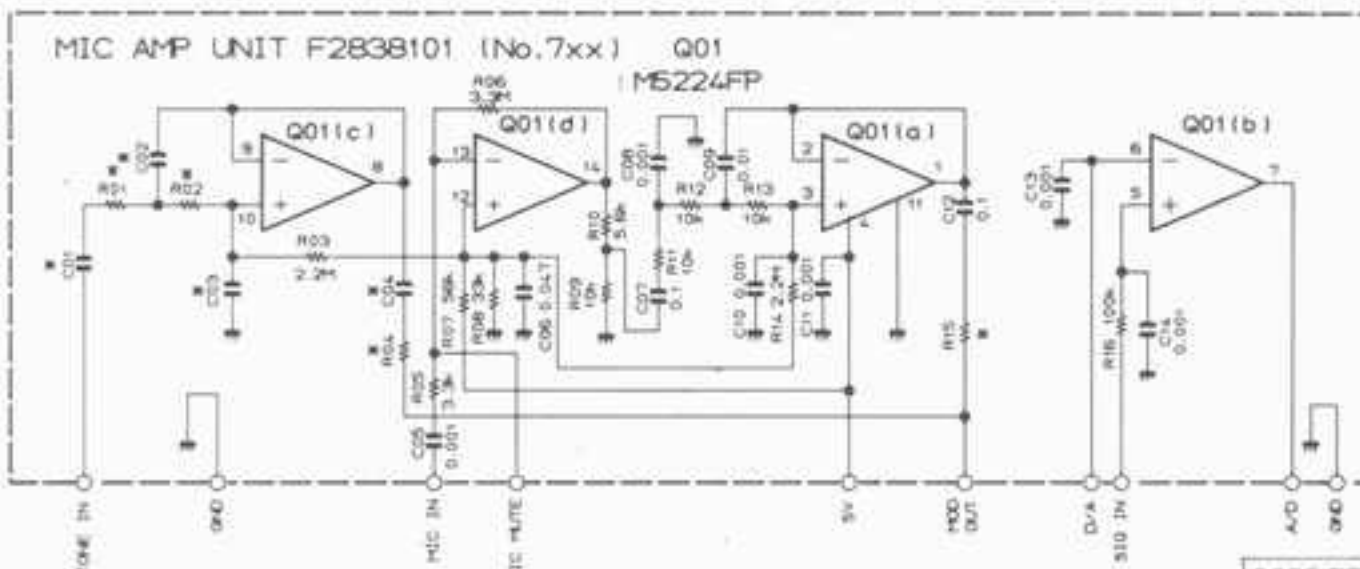 MIC AMP UNIT F2838101 (No.7xx) Q01
M5224FP
R06
Q01(c)
Q01(d)
Q01(a)
Q01(b)
9
8
10
13
14
12
2
1
3
4
11
6
7
5
C02
*
R01
*
R02
*
C01
*
C03
*
R03
2.2M
C04
*
R04
*
R07 56k
R08 33k
C06 0.047
R05
3.3k
C05
0.001
R10
5.6k
R09
10k
C08
0.001
C09
0.01
R12
10k
R13
10k
R11
10k
C07
0.1
C10 0.001
R14 2.2M
C11 0.001
C12
0.1
R15
*
C13
0.001
R16 100k
C14
0.001
ONE IN
GND
MIC IN
IC MUTE
5V
MOD
OUT
D/A
SIG IN
A/D
GND